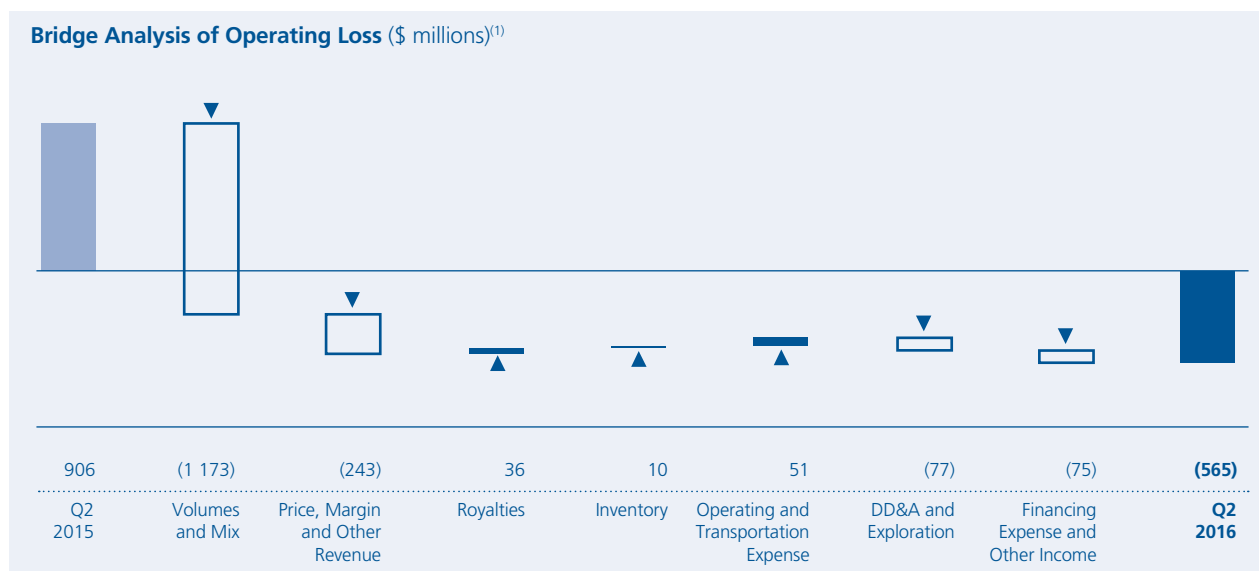 Bridge Analysis of Operating Loss ($ millions)(1)
906 (1 173) (243) 36 10 51 (77) (75) (565)
Q2 Volumes Price, Margin Royalties Inventory Operating and DD&A and Financing Q2
2015 and Mix and Other Transportation Exploration Expense and 2016
Revenue Expense Other Income